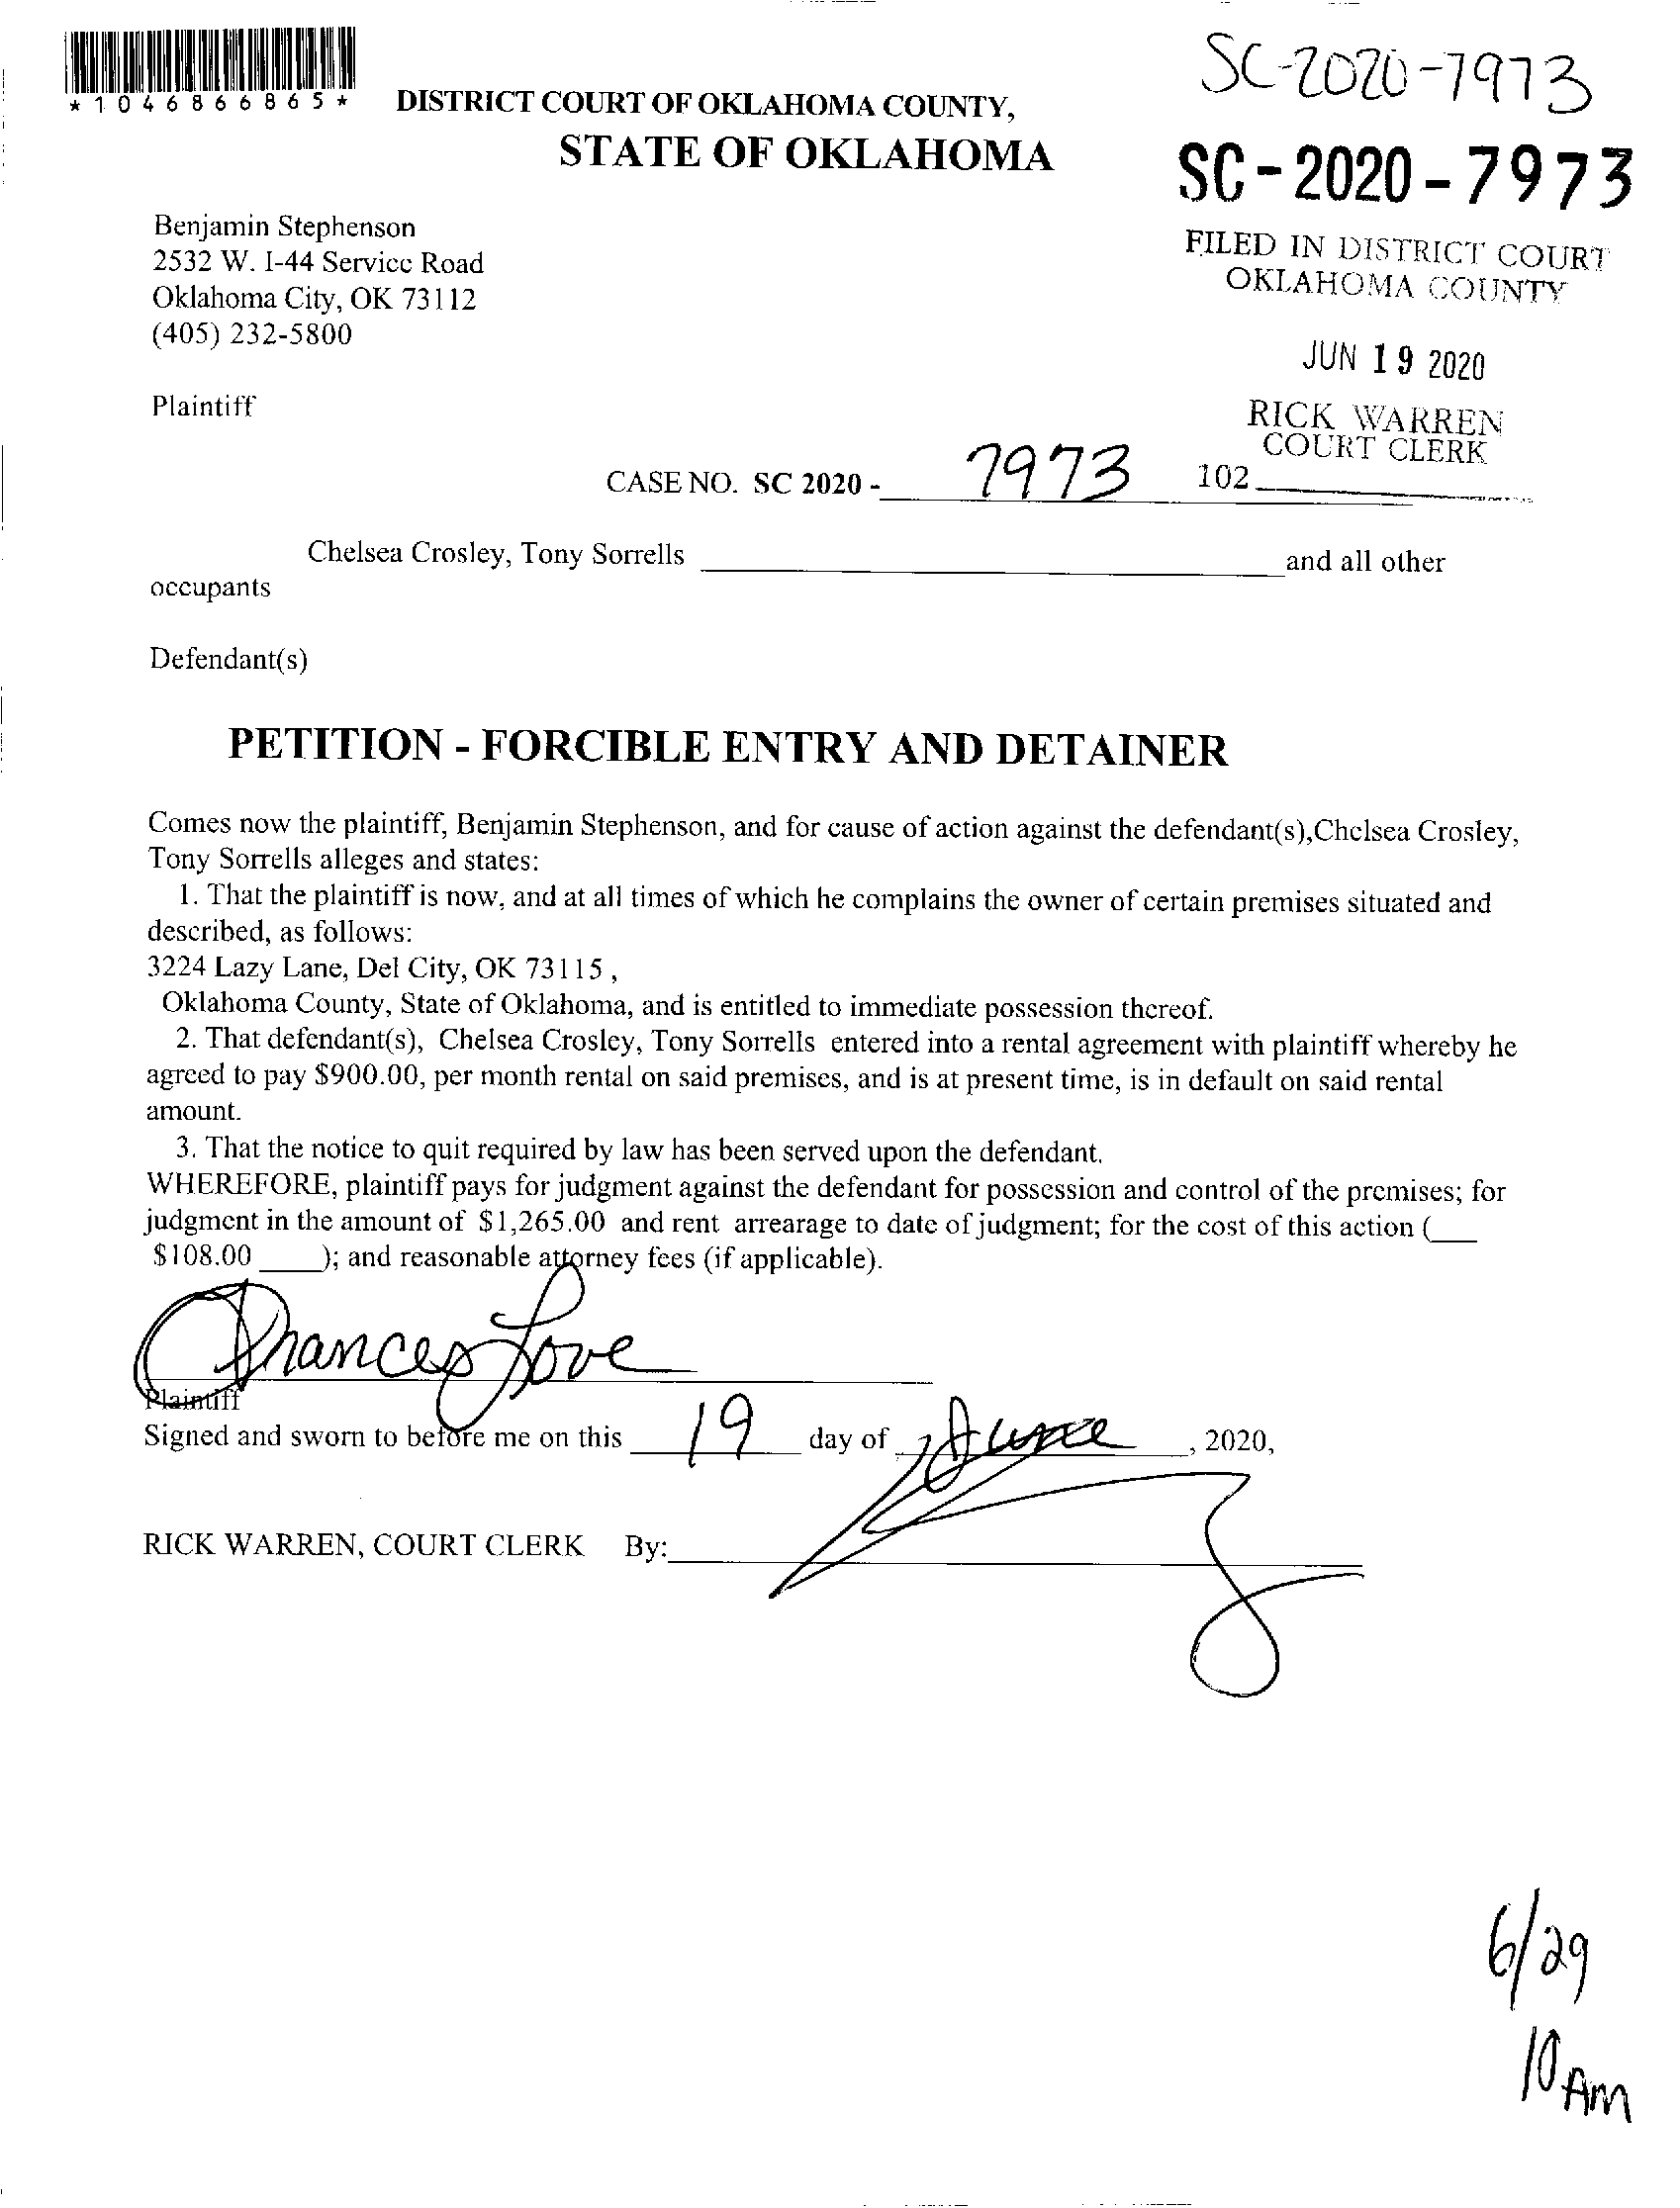 SC-2020-7973
*1046866865*
DISTRICT COURT OF OKLAHOMA COUNTY,
STATE OF OKLAHOMA
SC-2020-7973
Benjamin Stephenson
2532 W. I-44 Service Road
Oklahoma City, OK 73112
(405) 232-5800
FILED IN DISTRICT COURT
OKLAHOMA COUNTY
JUN 19 2020
Plaintiff
RICK WARREN
COURT CLERK
CASE NO. SC 2020 - 7973
102
Chelsea Crosley, Tony Sorrells and all other
occupants
Defendant(s)
PETITION - FORCIBLE ENTRY AND DETAINER
Comes now the plaintiff, Benjamin Stephenson, and for cause of action against the defendant(s),Chelsea Crosley,
Tony Sorrells alleges and states:
1. That the plaintiff is now, and at all times of which he complains the owner of certain premises situated and
described, as follows:
3224 Lazy Lane, Del City, OK 73115 ,
Oklahoma County, State of Oklahoma, and is entitled to immediate possession thereof.
2. That defendant(s), Chelsea Crosley, Tony Sorrells entered into a rental agreement with plaintiff whereby he
agreed to pay $900.00, per month rental on said premises, and is at present time, is in default on said rental
amount.
3. That the notice to quit required by law has been served upon the defendant.
WHEREFORE, plaintiff pays for judgment against the defendant for possession and control of the premises; for
judgment in the amount of $1,265.00 and rent arrearage to date of judgment; for the cost of this action (___
$108.00 ____); and reasonable attorney fees (if applicable).
Frances Love
Plaintiff
Signed and sworn to before me on this 19 day of June, 2020,
RICK WARREN, COURT CLERK By:
6/29
10 AM